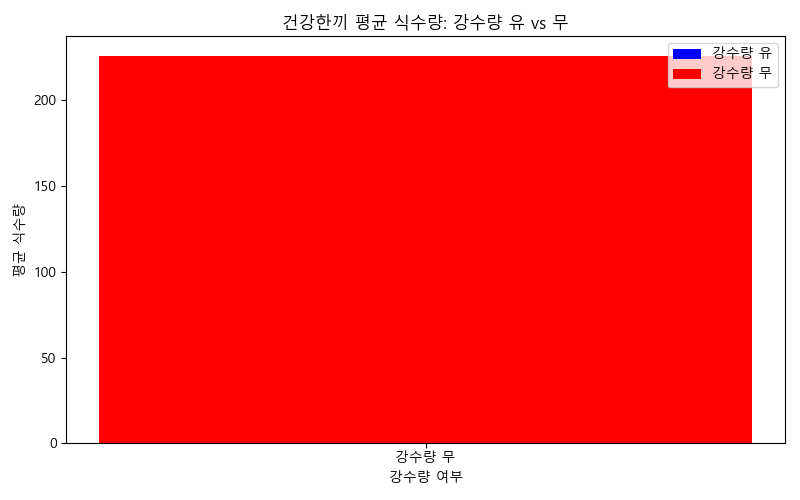 건강한끼 평균 식수량: 강수량 유 vs 무
강수량 유
강수량 무
평균 식수량
200
150
100
50
0
강수량 무
강수량 여부